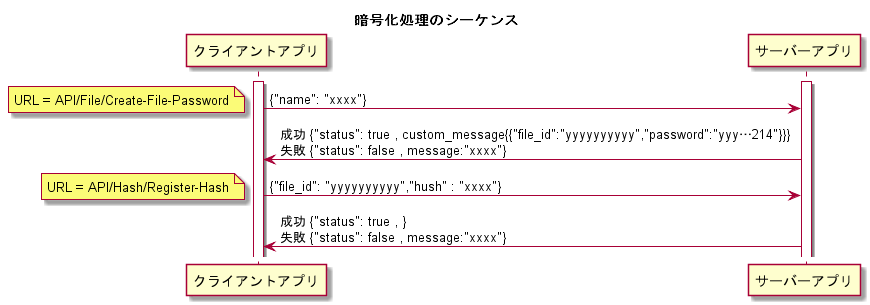 暗号化処理のシーケンス
クライアントアプリ
サーバーアプリ
URL = API/File/Create-File-Password
{"name": "xxxx"}
成功 {"status": true , custom_message{{"file_id":"yyyyyyyyyy","password":"yyy…214"}}}
失敗 {"status": false , message:"xxxx"}
URL = API/Hash/Register-Hash
{"file_id": "yyyyyyyyyy","hush" : "xxxx"}
成功 {"status": true , }
失敗 {"status": false , message:"xxxx"}
クライアントアプリ
サーバーアプリ